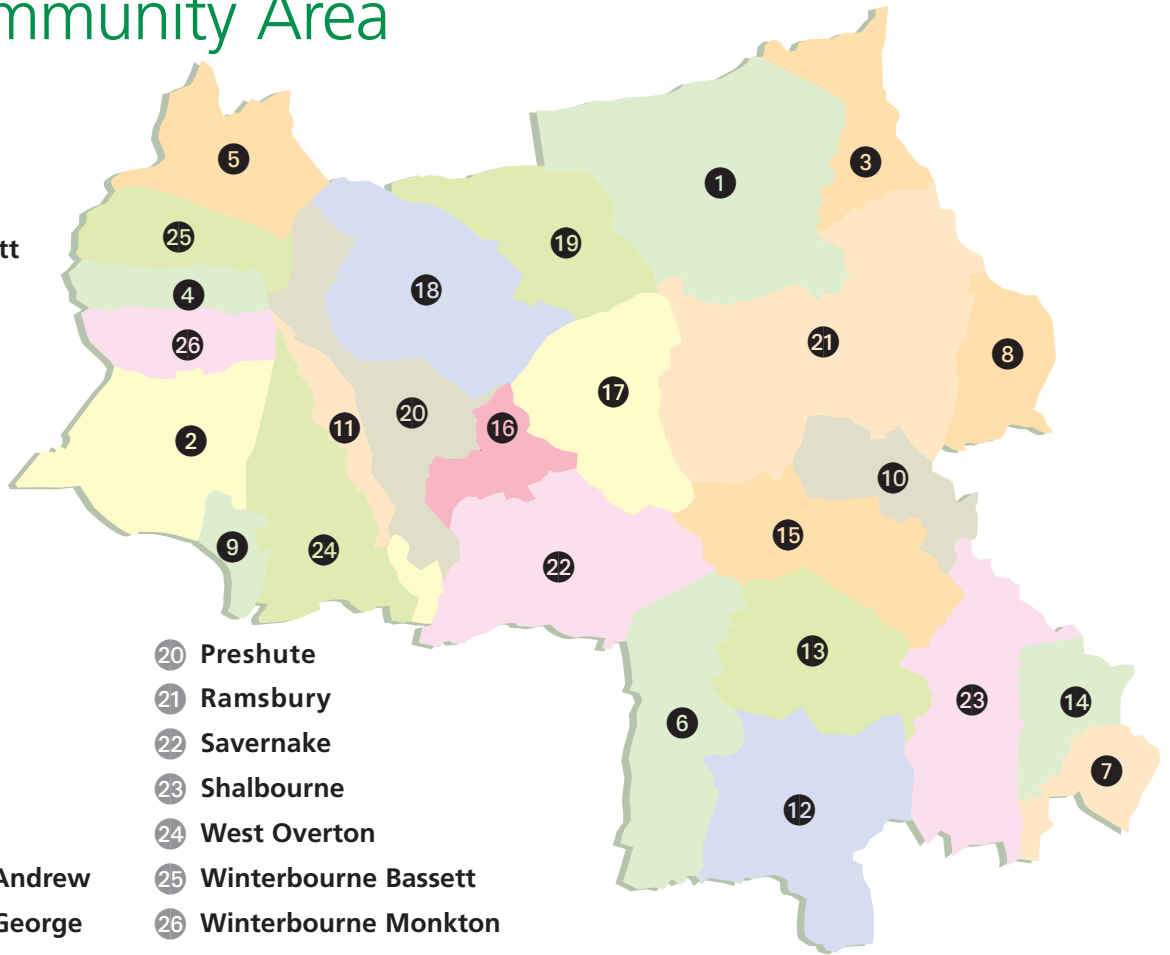 mmunity Area
5
3
1
25
tt
19
4
18
26
21
8
17
11
20
16
2
10
15
9
24
22
13
23
14
6
7
12
20 Preshute
21 Ramsbury
22 Savernake
23 Shalbourne
24 West Overton
Andrew
25 Winterbourne Bassett
George
26 Winterbourne Monkton